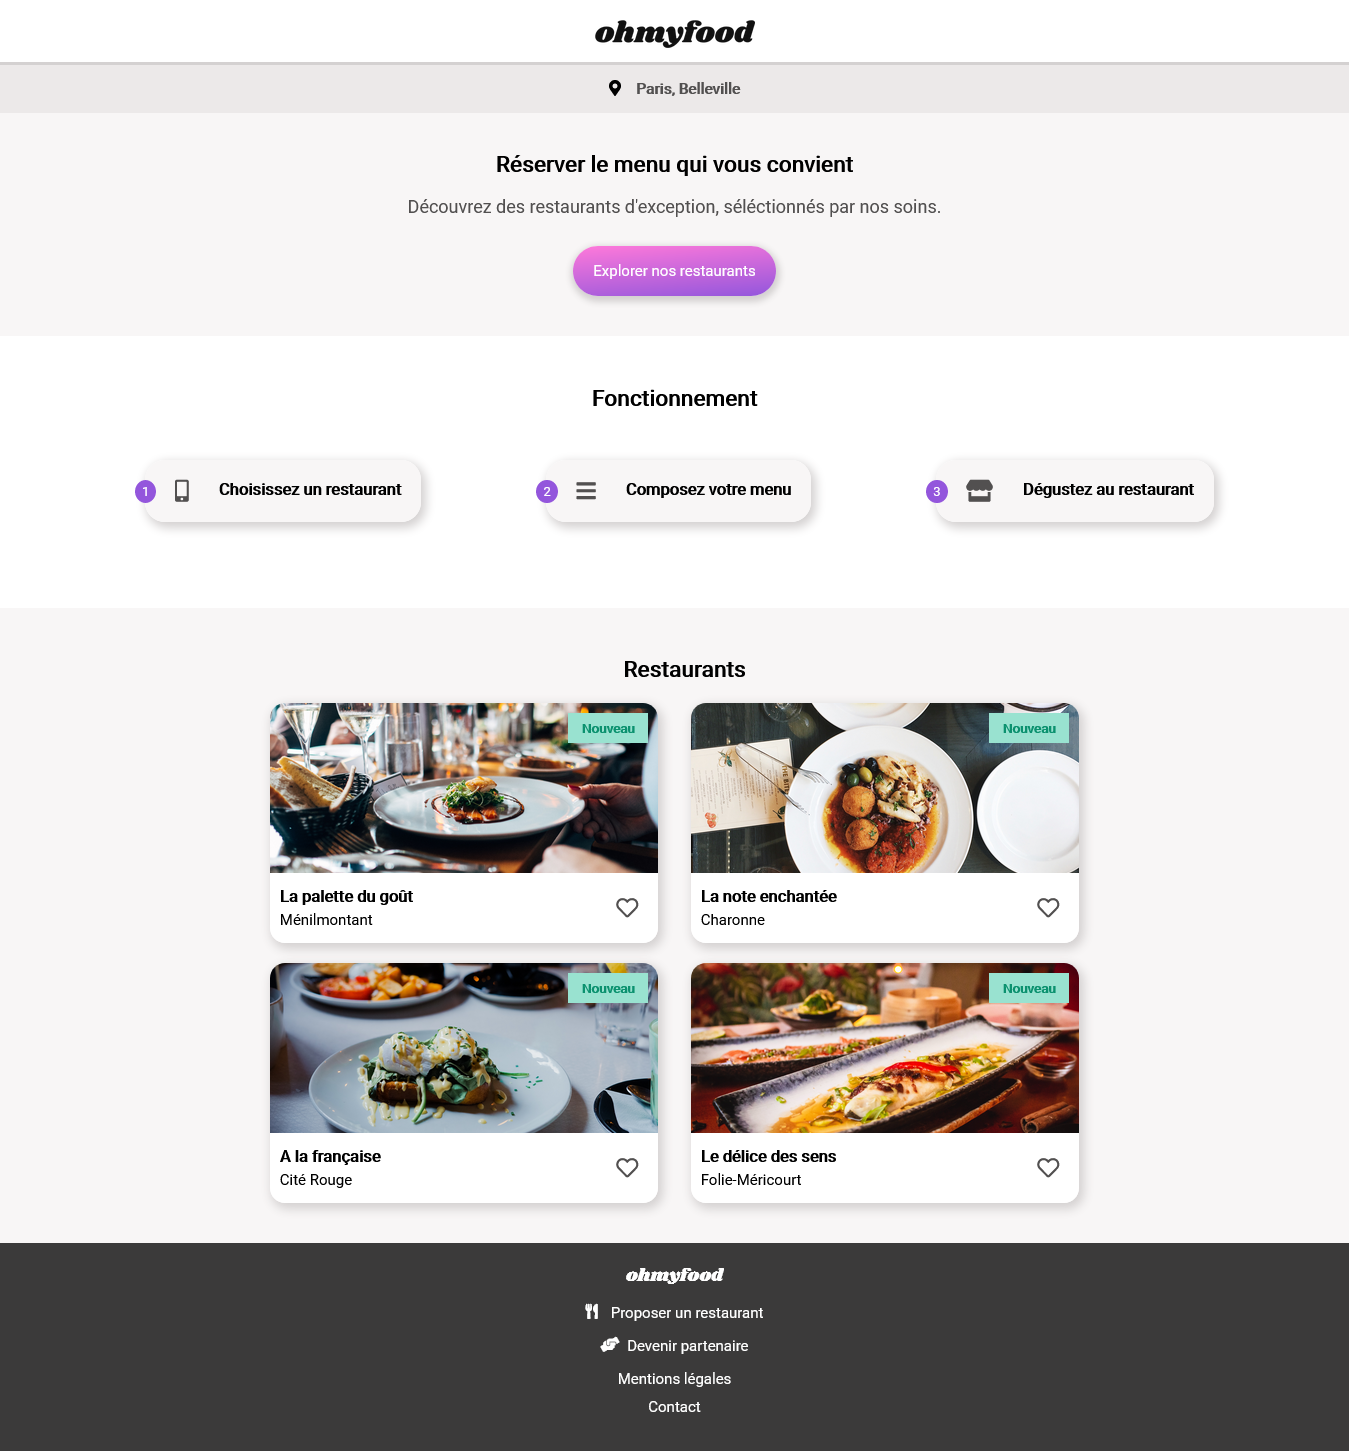 ohmyfood
Paris, Belleville
Réserver le menu qui vous convient
Découvrez des restaurants d'exception, séléctionnés par nos soins.
Explorer nos restaurants
Fonctionnement
1 Choisissez un restaurant
2 Composez votre menu
3 Dégustez au restaurant
Restaurants
Nouveau
La palette du goût
Ménilmontant
Nouveau
La note enchantée
Charonne
Nouveau
A la française
Cité Rouge
Nouveau
Le délice des sens
Folie-Méricourt
ohmyfood
Proposer un restaurant
Devenir partenaire
Mentions légales
Contact